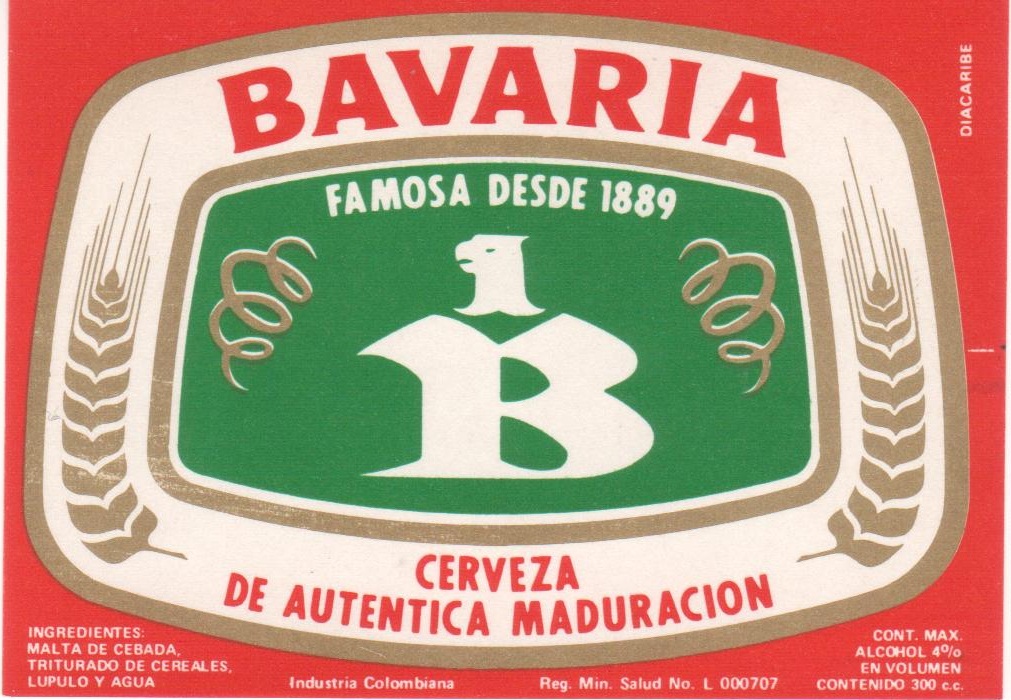 BAVARIA
DIACARIBE
FAMOSA DESDE 1889
B
CERVEZA
DE AUTENTICA MADURACION
INGREDIENTES:
MALTA DE CEBADA,
TRITURADO DE CEREALES,
LUPULO Y AGUA
Industria Colombiana
Reg. Min. Salud No. L 000707
CONT. MAX.
ALCOHOL 4º/o
EN VOLUMEN
CONTENIDO 300 c.c.